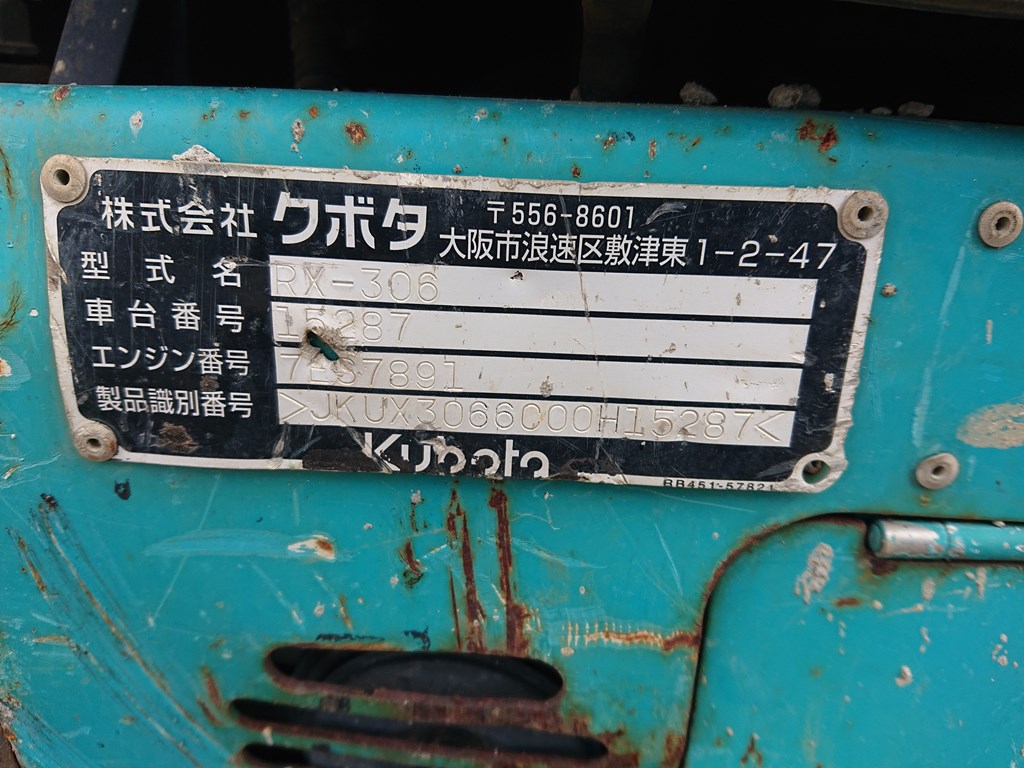 株式会社 クボタ 〒556-8601
大阪市浪速区敷津東1-2-47
型式名 RX-306
車台番号 15287
エンジン番号
製品識別番号 >JKUX3066C00H15287<
Kubota
RB451-5782